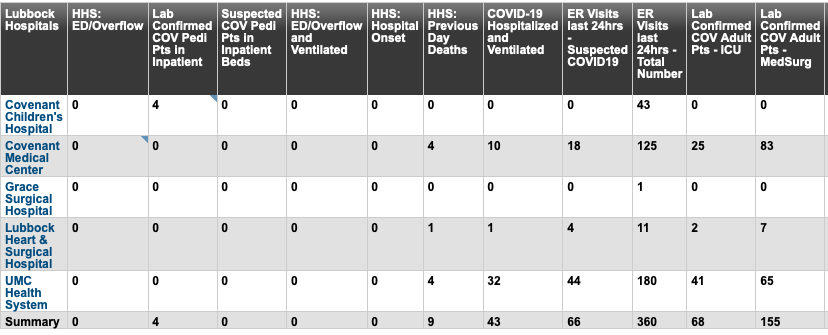 Lubbock Hospitals | HHS: ED/Overflow | Lab Confirmed COV Pedi Pts in Inpatient | Suspected COV Pedi Pts in Inpatient Beds | HHS: ED/Overflow and Ventilated | HHS: Hospital Onset | HHS: Previous Day Deaths | COVID-19 Hospitalized and Ventilated | ER Visits last 24hrs - Suspected COVID19 | ER Visits last 24hrs - Total Number | Lab Confirmed COV Adult Pts - ICU | Lab Confirmed COV Adult Pts - MedSurg
Covenant Children's Hospital | 0 | 4 | 0 | 0 | 0 | 0 | 0 | 0 | 43 | 0 | 0
Covenant Medical Center | 0 | 0 | 0 | 0 | 0 | 4 | 10 | 18 | 125 | 25 | 83
Grace Surgical Hospital | 0 | 0 | 0 | 0 | 0 | 0 | 0 | 0 | 1 | 0 | 0
Lubbock Heart & Surgical Hospital | 0 | 0 | 0 | 0 | 0 | 1 | 1 | 4 | 11 | 2 | 7
UMC Health System | 0 | 0 | 0 | 0 | 0 | 4 | 32 | 44 | 180 | 41 | 65
Summary | 0 | 4 | 0 | 0 | 0 | 9 | 43 | 66 | 360 | 68 | 155